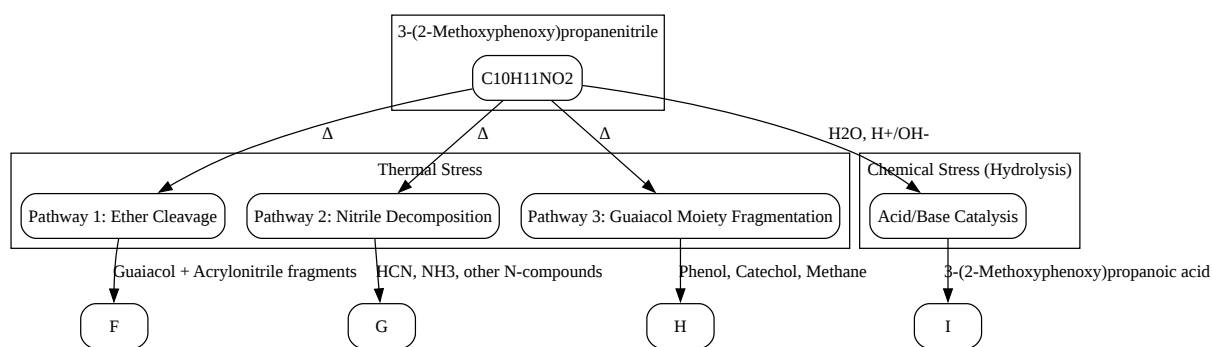 3-(2-Methoxyphenoxy)propanenitrile
C10H11NO2
Δ
Δ
Δ
H2O, H+/OH-
Thermal Stress
Chemical Stress (Hydrolysis)
Pathway 1: Ether Cleavage
Pathway 2: Nitrile Decomposition
Pathway 3: Guaiacol Moiety Fragmentation
Acid/Base Catalysis
Guaiacol + Acrylonitrile fragments
HCN, NH3, other N-compounds
Phenol, Catechol, Methane
3-(2-Methoxyphenoxy)propanoic acid
F
G
H
I